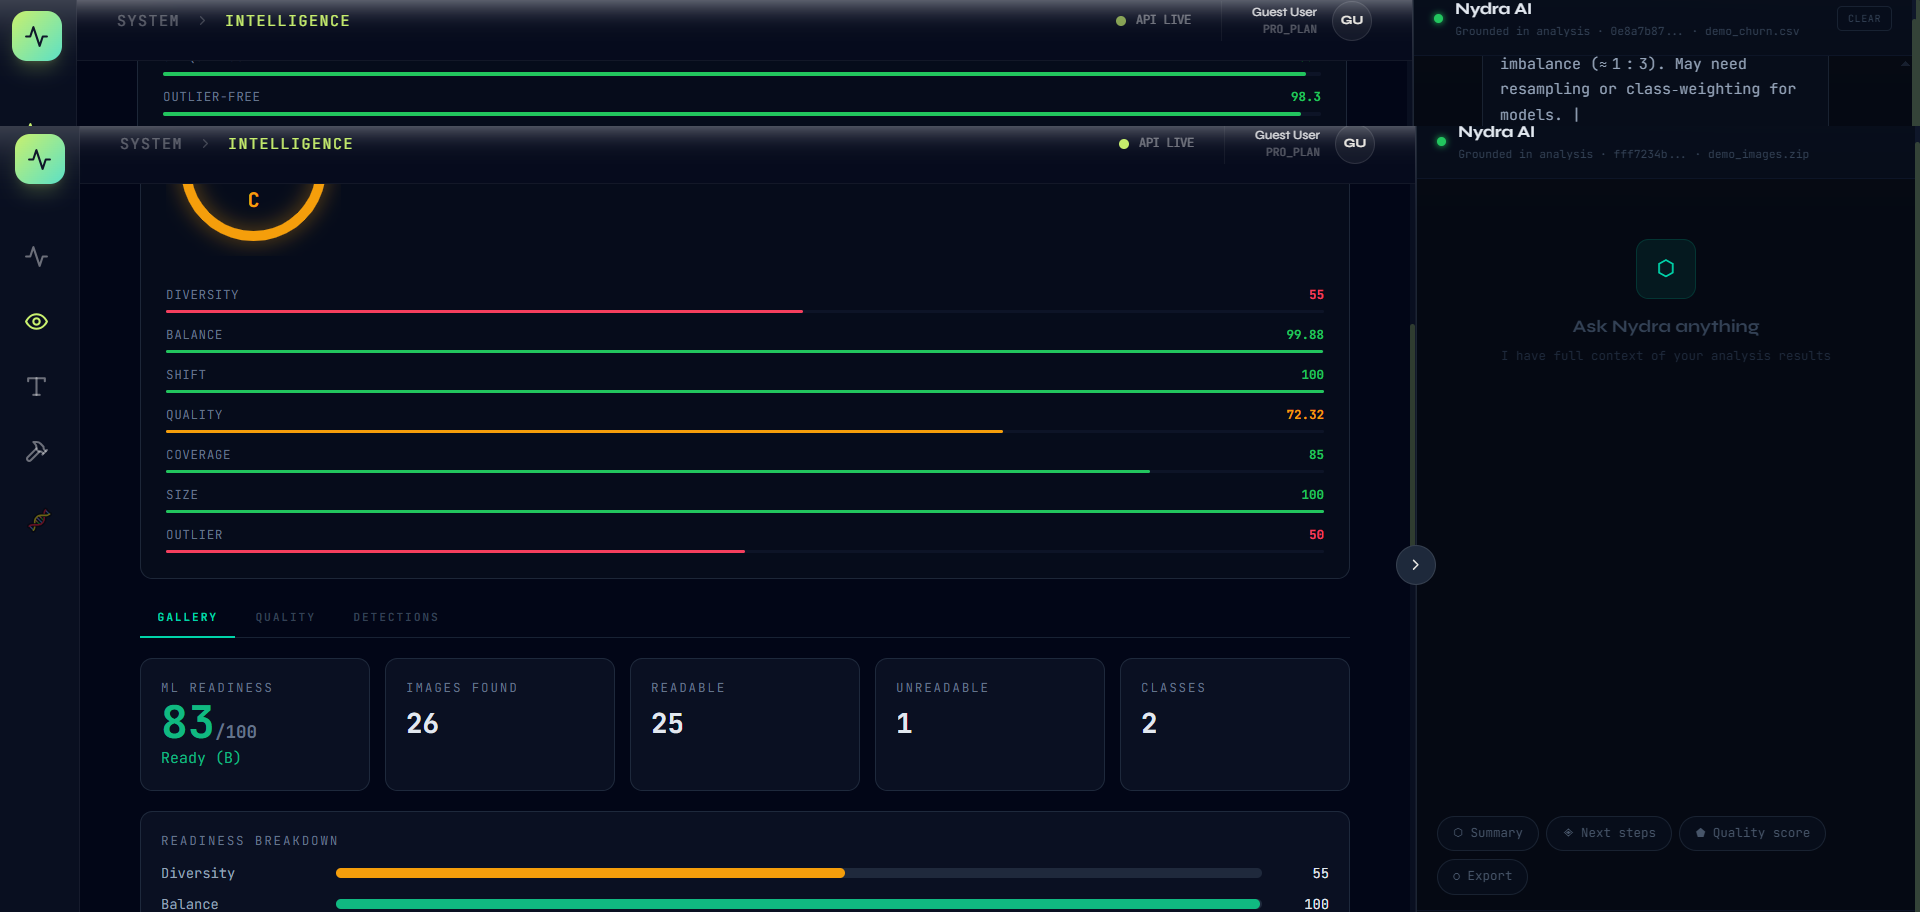 SYSTEM > INTELLIGENCE
API LIVE
Guest User
PRO_PLAN
GU
Nydra AI
Grounded in analysis · 0e8a7b87... · demo_churn.csv
CLEAR
OUTLIER-FREE 98.3
imbalance (≈ 1 : 3). May need
resampling or class-weighting for
models. |
SYSTEM > INTELLIGENCE
API LIVE
Guest User
PRO_PLAN
GU
Nydra AI
Grounded in analysis · fff7234b... · demo_images.zip
C
DIVERSITY 55
BALANCE 99.88
SHIFT 100
QUALITY 72.32
COVERAGE 85
SIZE 100
OUTLIER 50
GALLERY QUALITY DETECTIONS
ML READINESS
83/100
Ready (B)
IMAGES FOUND
26
READABLE
25
UNREADABLE
1
CLASSES
2
READINESS BREAKDOWN
Diversity 55
Balance 100
Ask Nydra anything
I have full context of your analysis results
Summary
Next steps
Quality score
Export